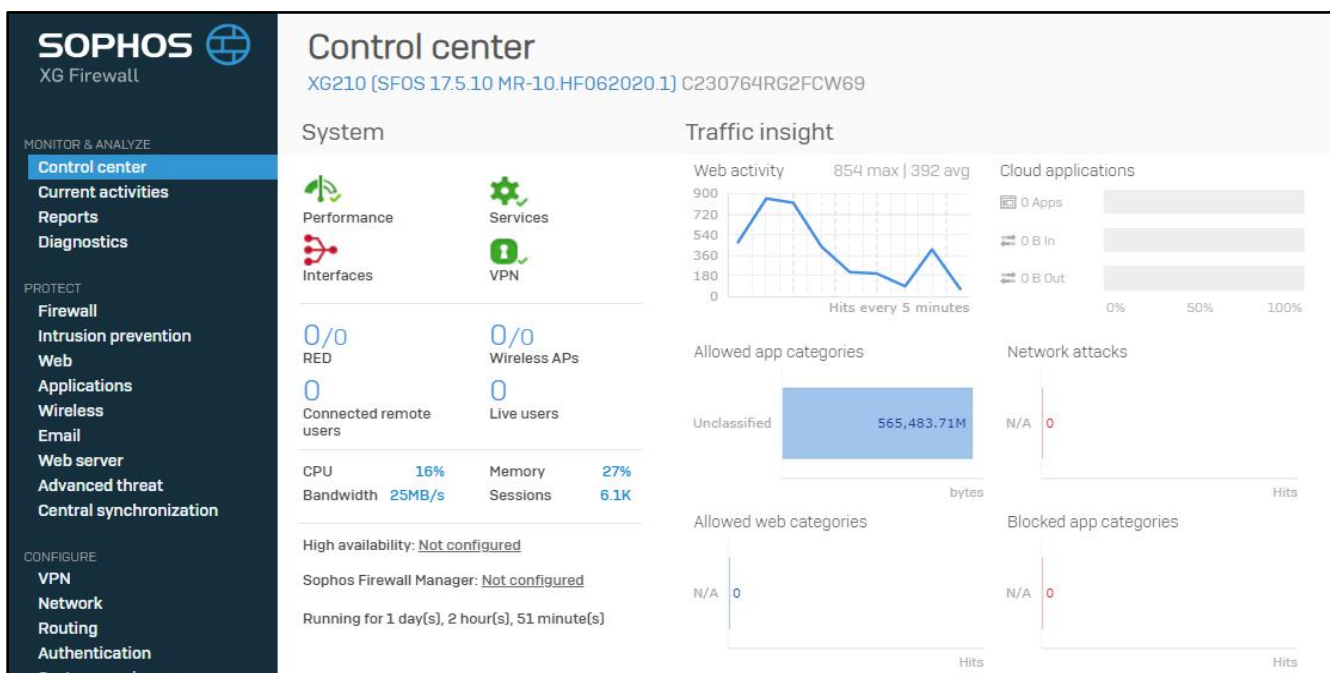 SOPHOS
XG Firewall
MONITOR & ANALYZE
Control center
Current activities
Reports
Diagnostics
PROTECT
Firewall
Intrusion prevention
Web
Applications
Wireless
Email
Web server
Advanced threat
Central synchronization
CONFIGURE
VPN
Network
Routing
Authentication
Control center
XG210 (SFOS 17.5.10 MR-10.HF062020.1) C230764RG2FCW69
System
Performance
Services
Interfaces
VPN
0/0
RED
0/0
Wireless APs
0
Connected remote
users
0
Live users
CPU 16%
Memory 27%
Bandwidth 25MB/s
Sessions 6.1K
High availability: Not configured
Sophos Firewall Manager: Not configured
Running for 1 day(s), 2 hour(s), 51 minute(s)
Traffic insight
Web activity 854 max | 392 avg
900
720
540
360
180
0
Hits every 5 minutes
Cloud applications
0 Apps
0 B In
0 B Out
0% 50% 100%
Allowed app categories
Unclassified 565,483.71M
bytes
Network attacks
N/A 0
Hits
Allowed web categories
N/A 0
Hits
Blocked app categories
N/A 0
Hits